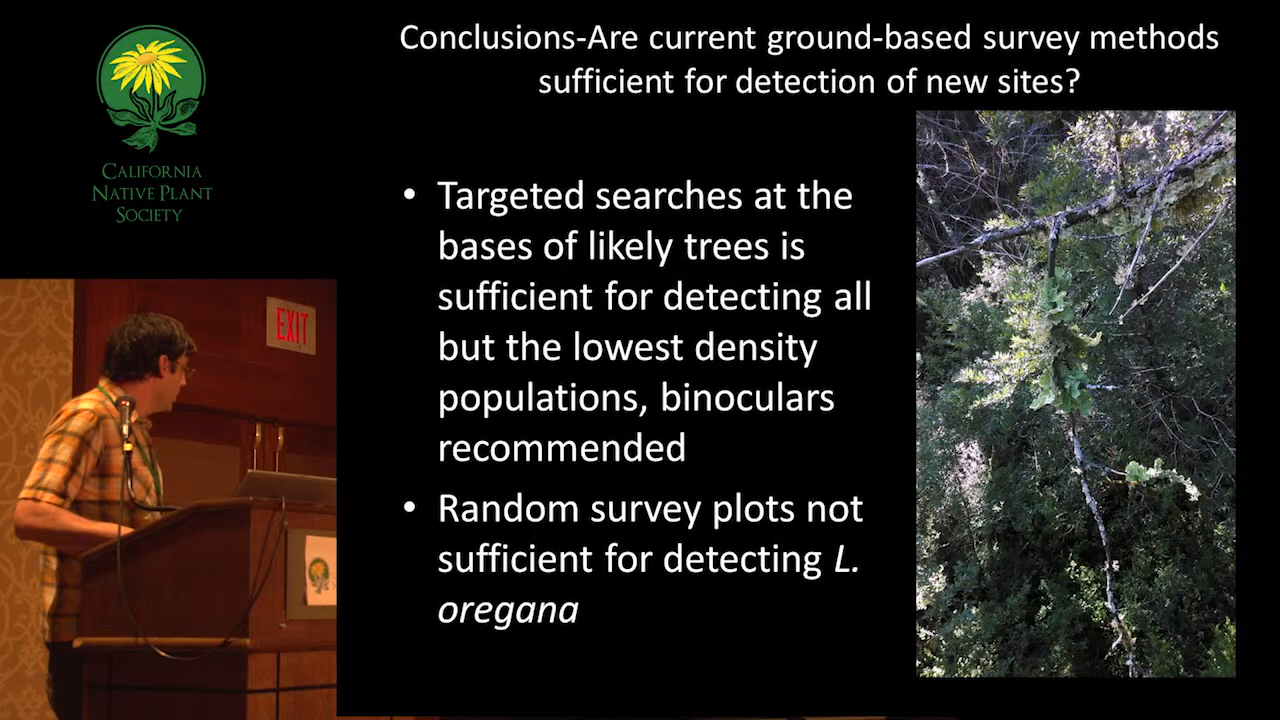 Conclusions-Are current ground-based survey methods
sufficient for detection of new sites?
CALIFORNIA
NATIVE PLANT
SOCIETY
• Targeted searches at the
bases of likely trees is
sufficient for detecting all
but the lowest density
populations, binoculars
recommended
• Random survey plots not
sufficient for detecting L.
oregana
EXIT